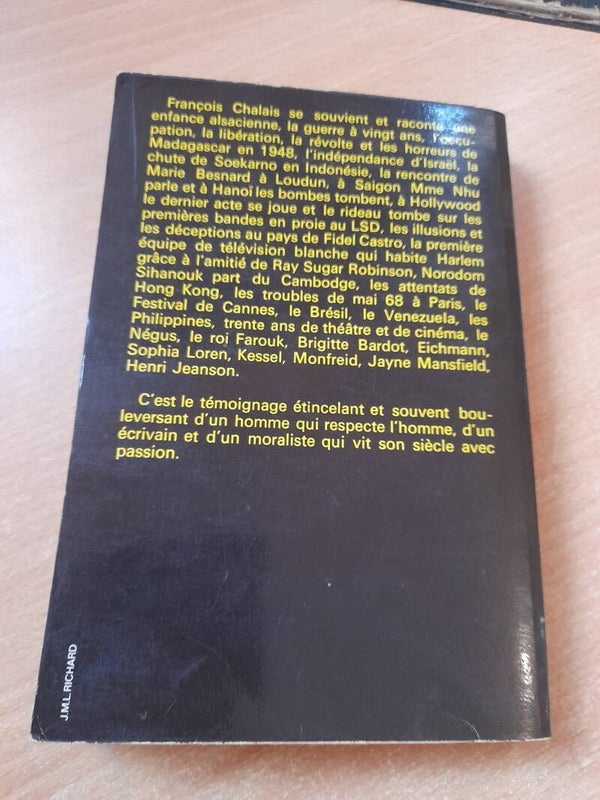 François Chalais se souvient et raconte une
enfance alsacienne, la guerre à vingt ans, l'occu-
pation, la libération, la révolte et les horreurs de
Madagascar en 1948, l'indépendance d'Israël, la
chute de Soekarno en Indonésie, la rencontre de
Marie Besnard à Loudun, à Saigon Mme Nhu
parle et à Hanoï les bombes tombent, à Hollywood
le dernier acte se joue et le rideau tombe sur les
premières bandes en proie au LSD, les illusions et
les déceptions au pays de Fidel Castro, la première
équipe de télévision blanche qui habite Harlem
grâce à l'amitié de Ray Sugar Robinson, Norodom
Sihanouk part du Cambodge, les attentats de
Hong Kong, les troubles de mai 68 à Paris, le
Festival de Cannes, le Brésil, le Venezuela, les
Philippines, trente ans de théâtre et de cinéma, le
Négus, le roi Farouk, Brigitte Bardot, Eichmann,
Sophia Loren, Kessel, Monfreid, Jayne Mansfield,
Henri Jeanson.
C'est le témoignage étincelant et souvent bou-
leversant d'un homme qui respecte l'homme, d'un
écrivain et d'un moraliste qui vit son siècle avec
passion.
J.M.L. RICHARD